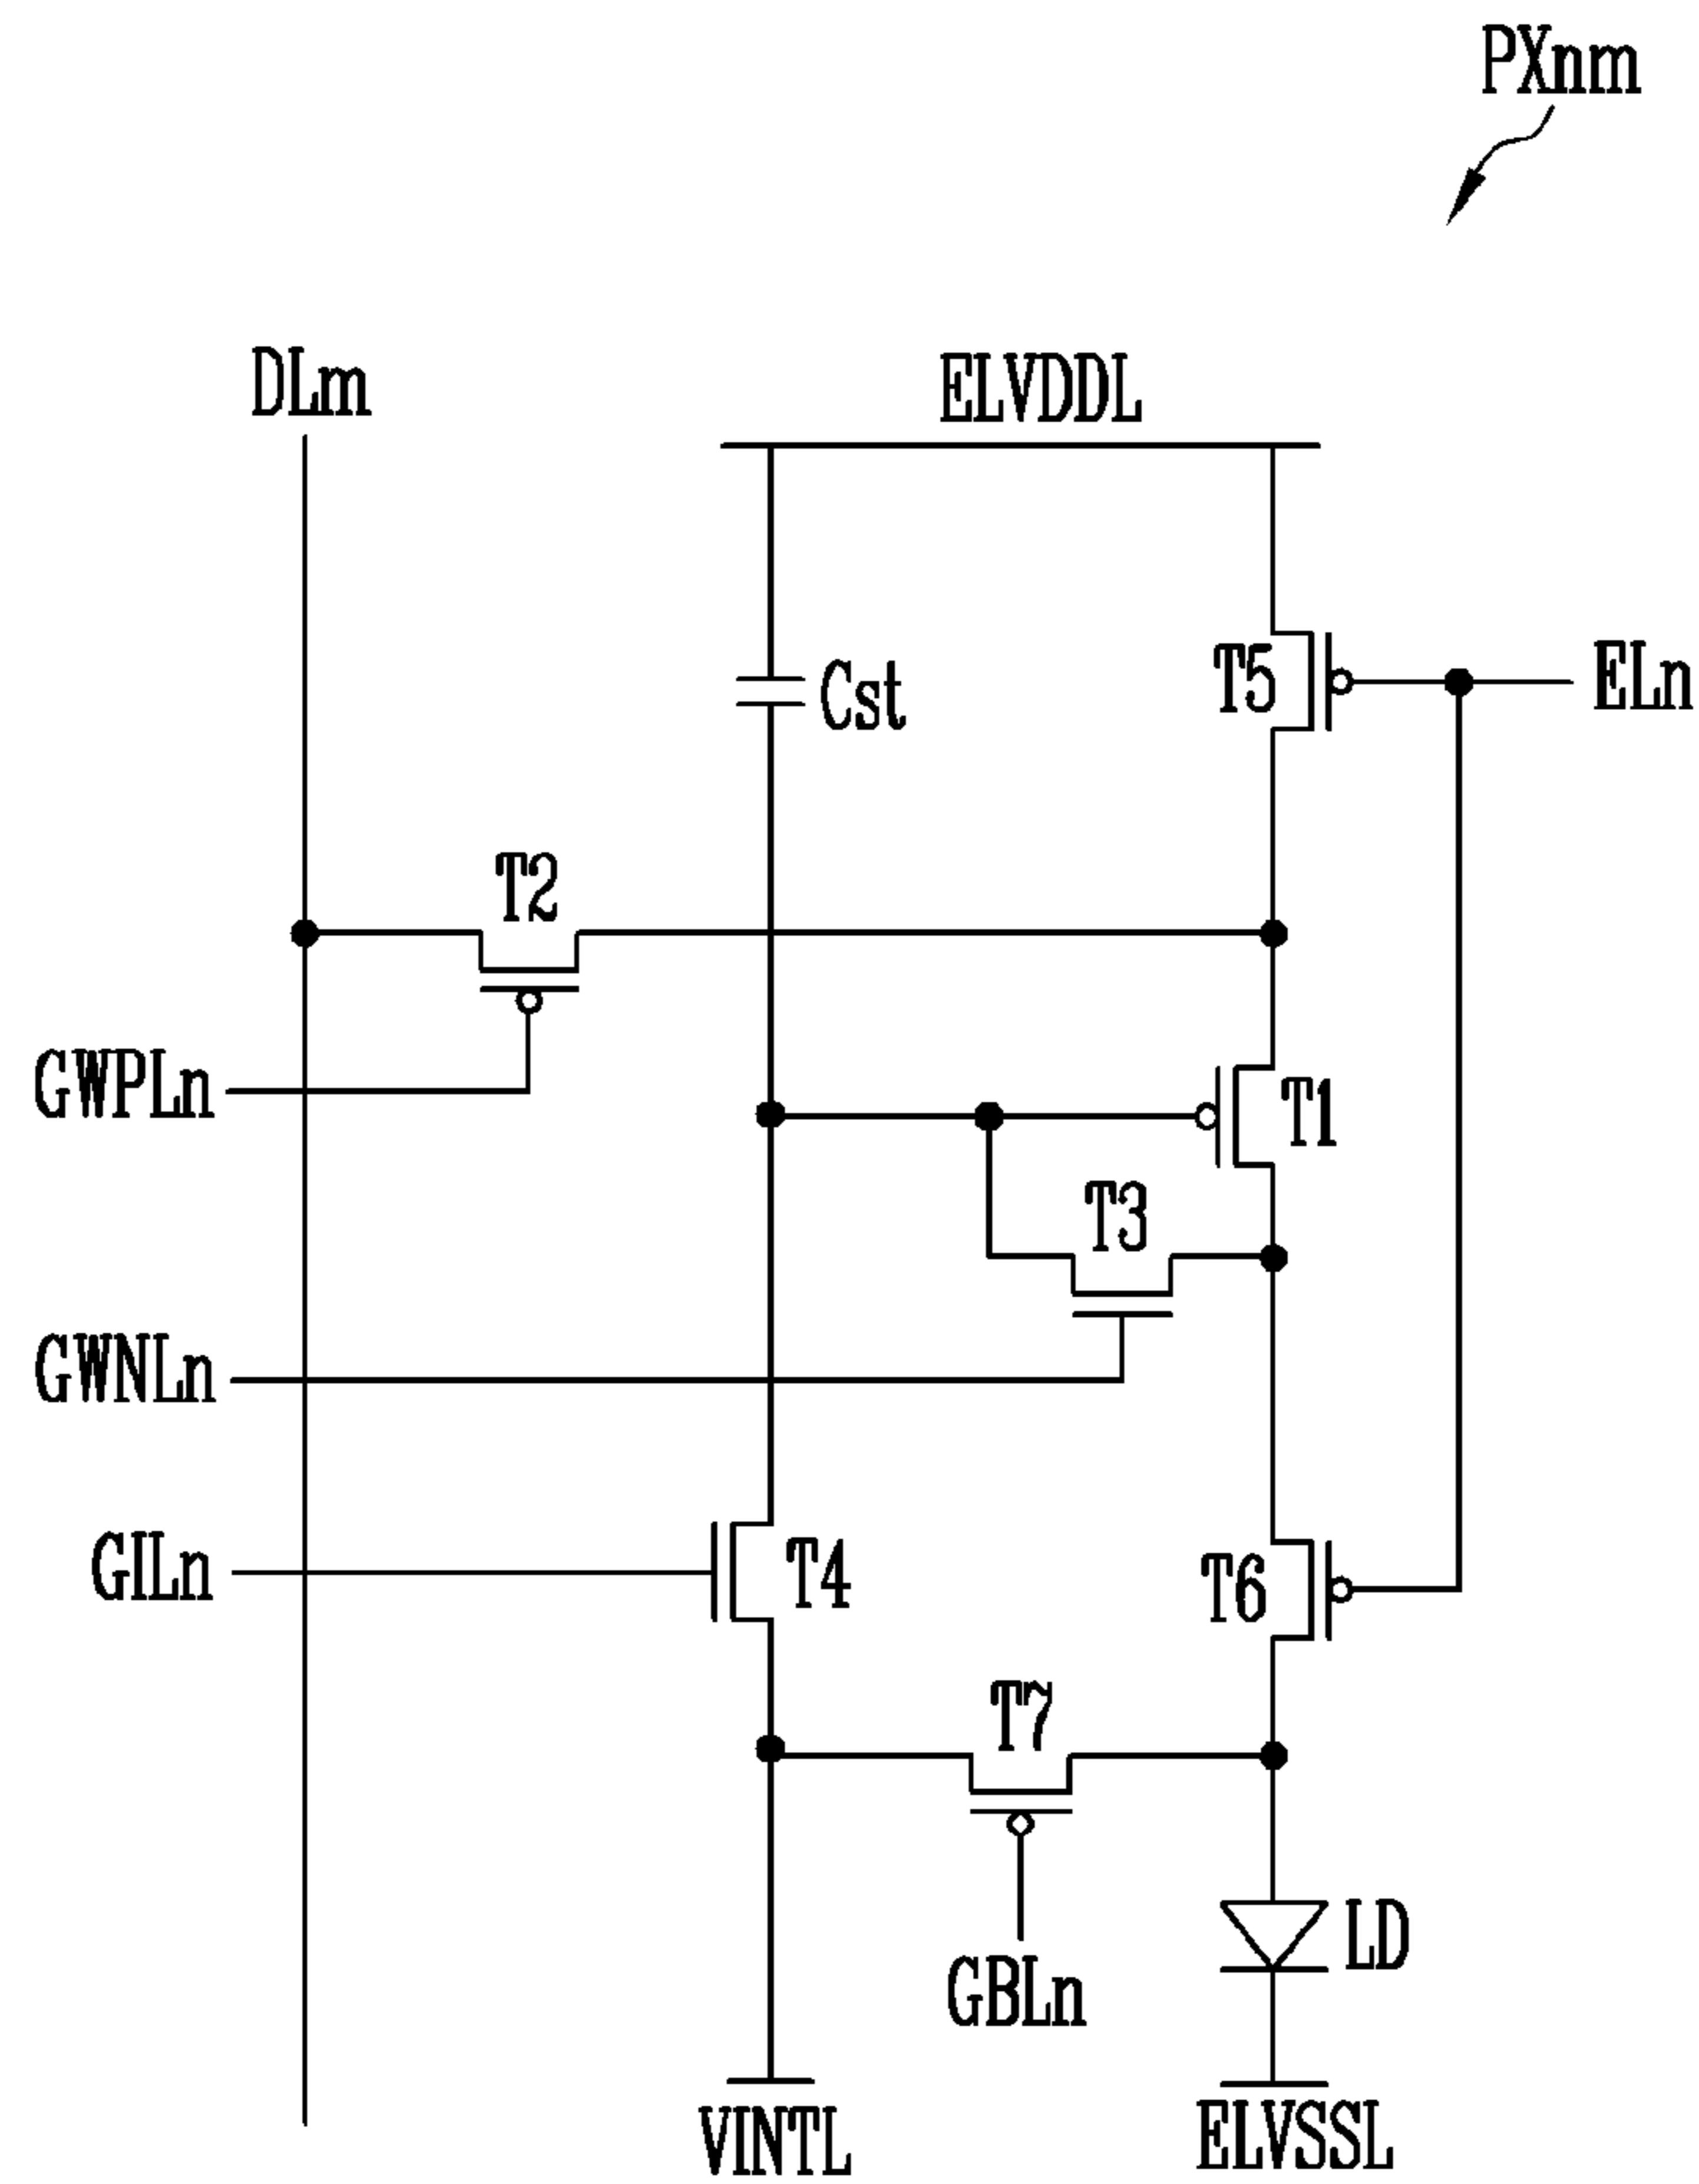 PXnm
DLm
ELVDDL
Cst
T5
ELn
T2
GWPLn
T1
T3
GWNLn
GILn
T4
T6
T7
LD
GBLn
VINTL
ELVSSL